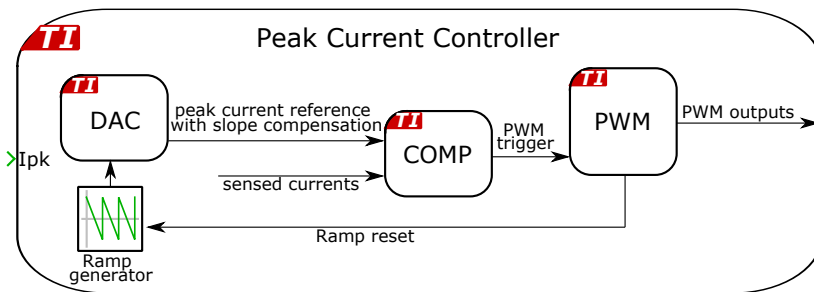 TI
Peak Current Controller
TI
DAC
peak current reference
with slope compensation
TI
COMP
PWM
trigger
TI
PWM
PWM outputs
Ipk
sensed currents
Ramp reset
Ramp
generator